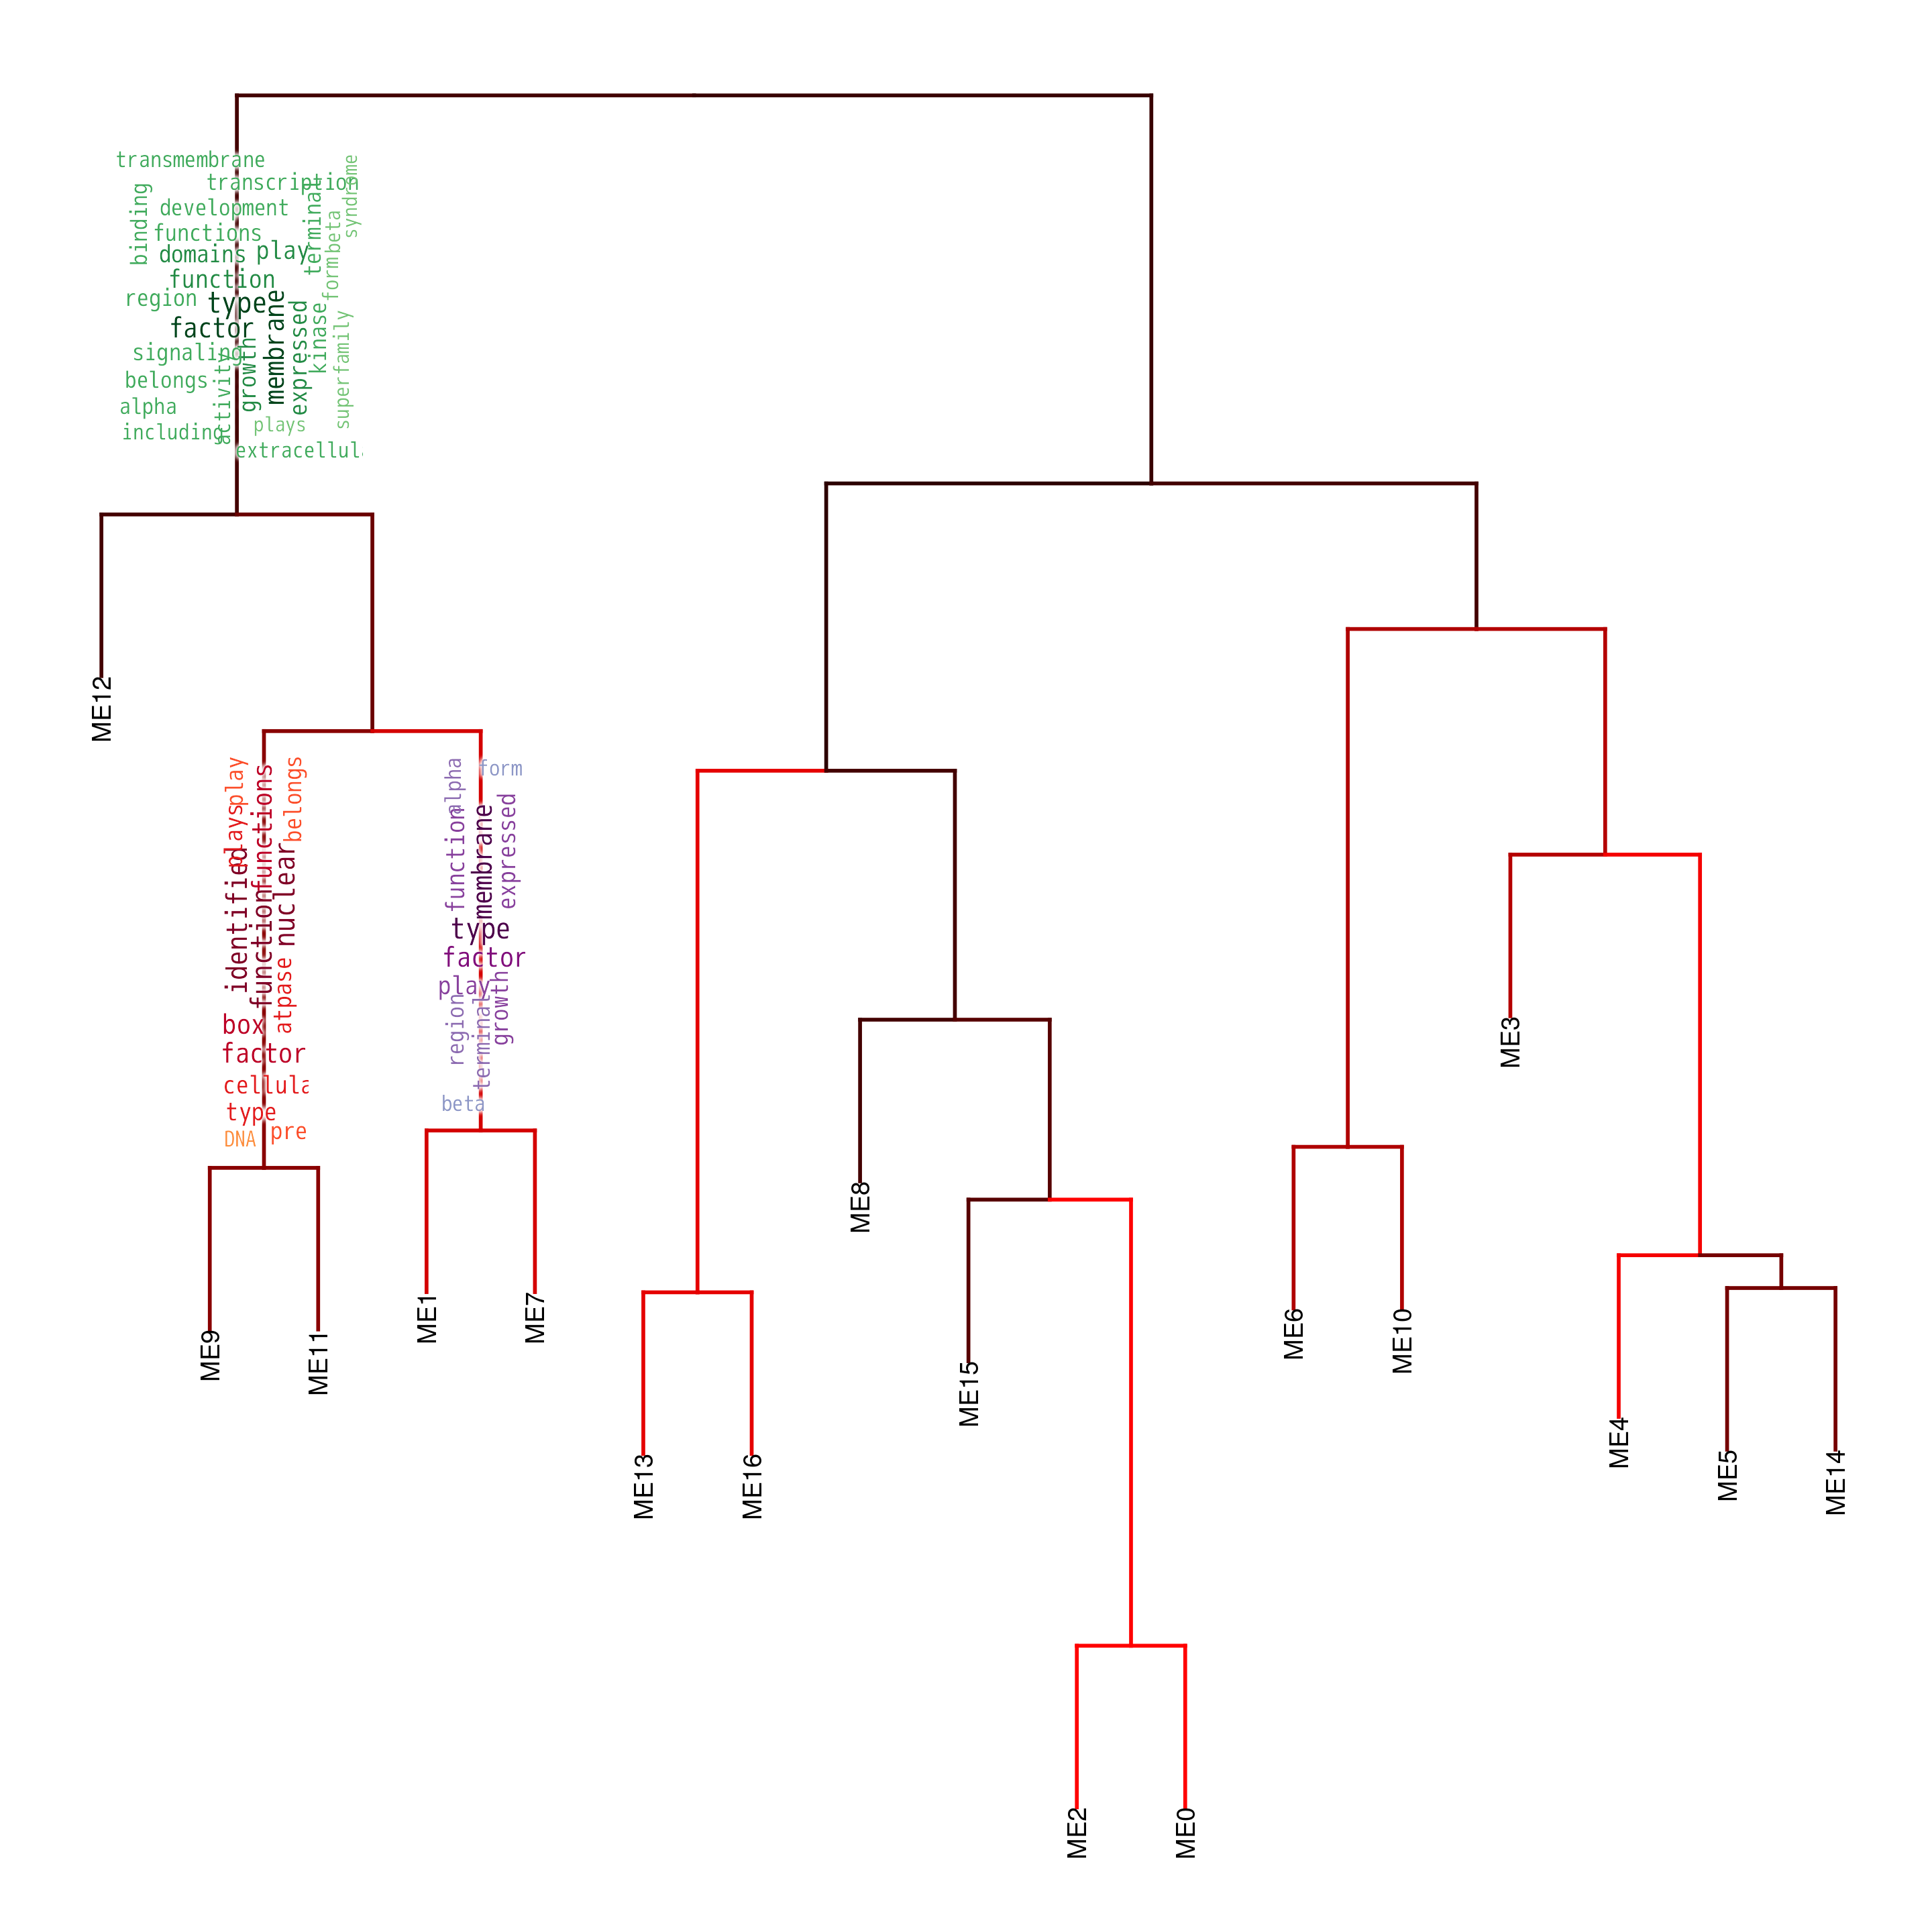 transmembrane
transcription
syndrome
binding
terminal
development
beta
functions
domains
play
function
form
region
type
membrane
factor
expressed
kinase
superfamily
signaling
growth
activity
belongs
alpha
plays
including
extracellul
ME12
play
functions
belongs
plays
identified
nuclear
function
atpase
box
factor
cellula
type
pre
DNA
alpha
form
membrane
expressed
function
type
factor
play
growth
region
terminal
beta
ME9
ME11
ME1
ME7
ME13
ME16
ME8
ME15
ME2
ME0
ME6
ME10
ME3
ME4
ME5
ME14